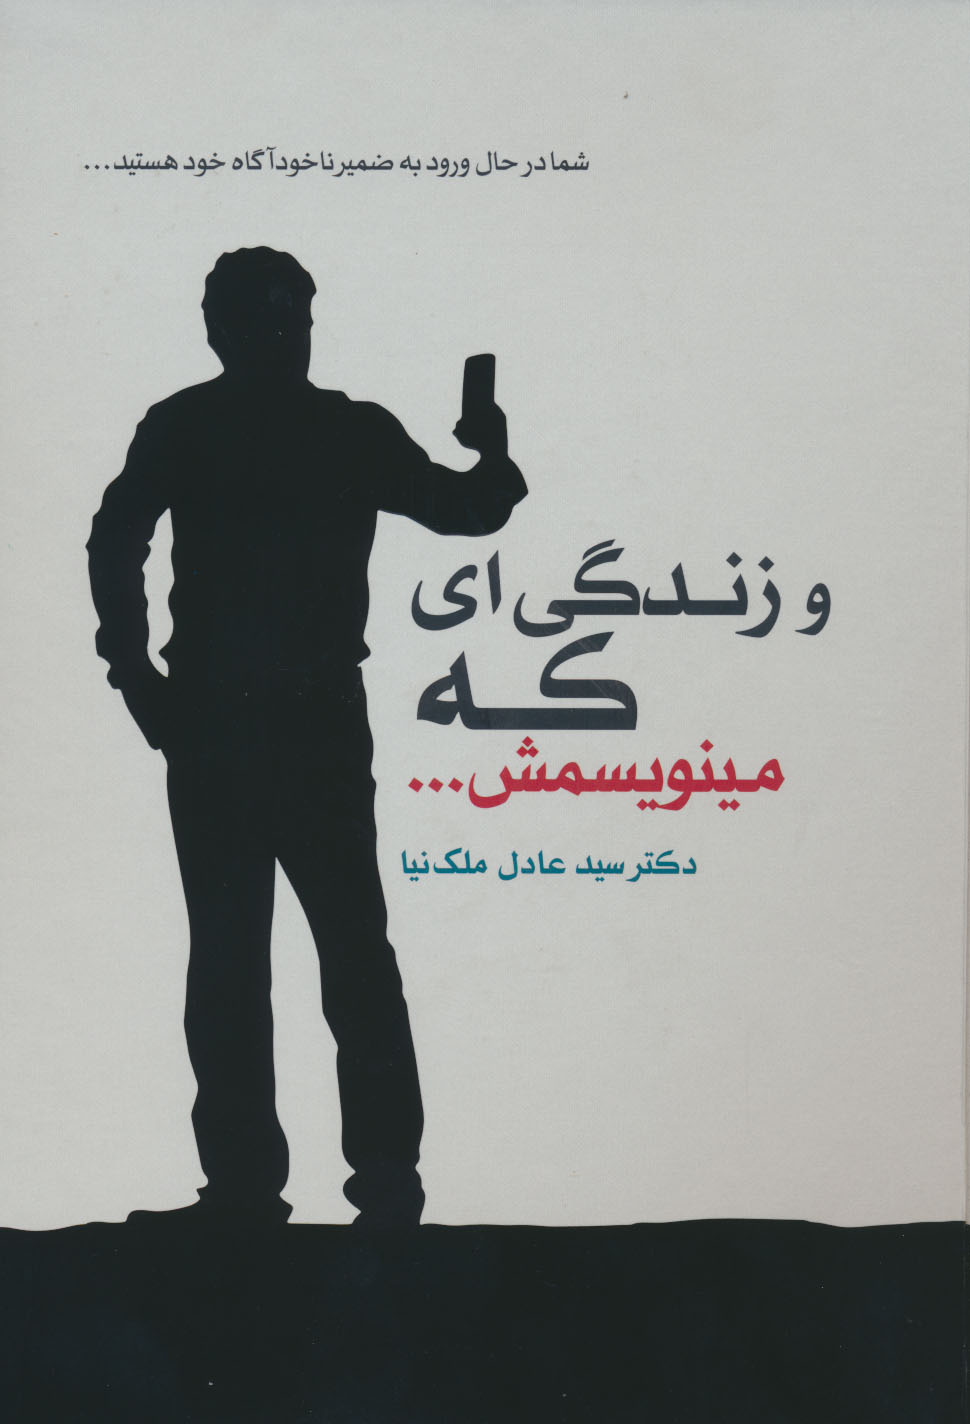 شما در حال ورود به ضمیر ناخودآگاه خود هستید...
و زندگی ای
که
مینویسمش...
دکتر سید عادل ملک نیا